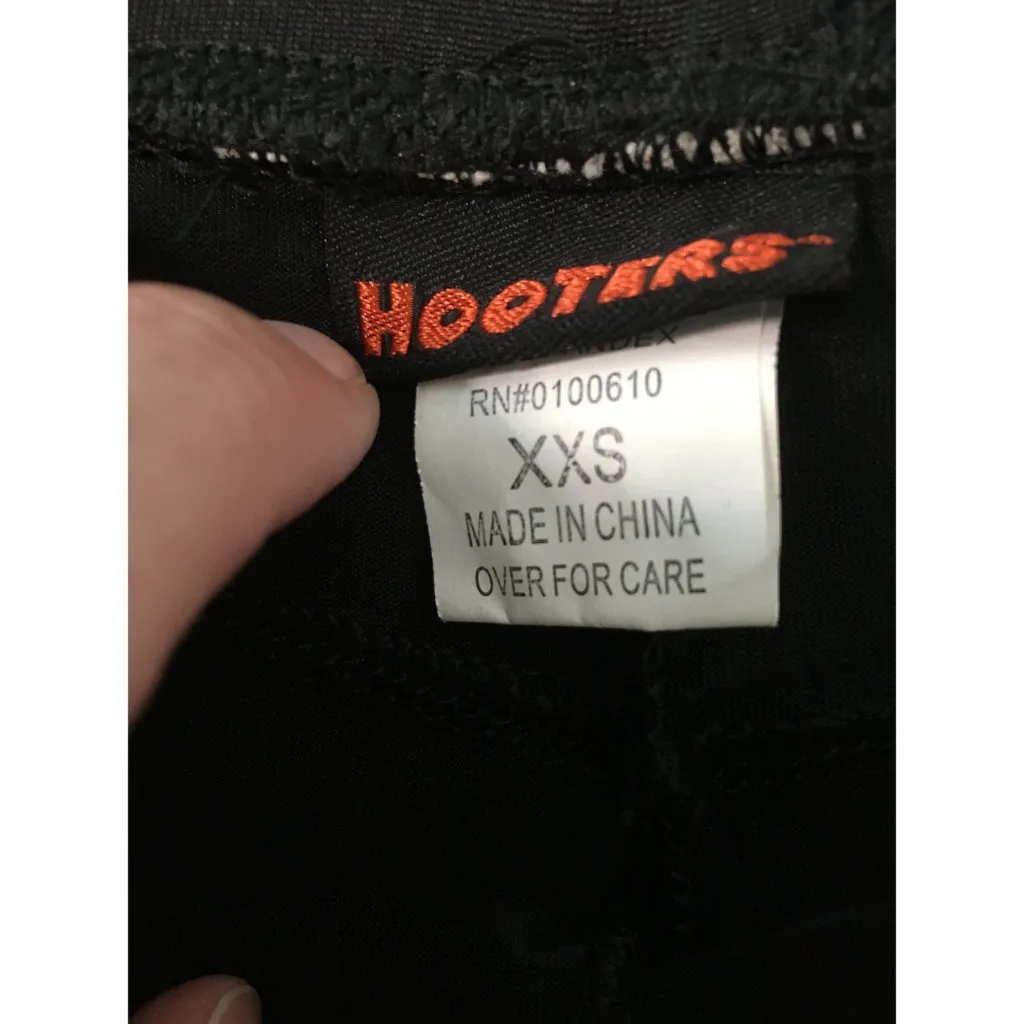 HOOTERS
RN#0100610
XXS
MADE IN CHINA
OVER FOR CARE